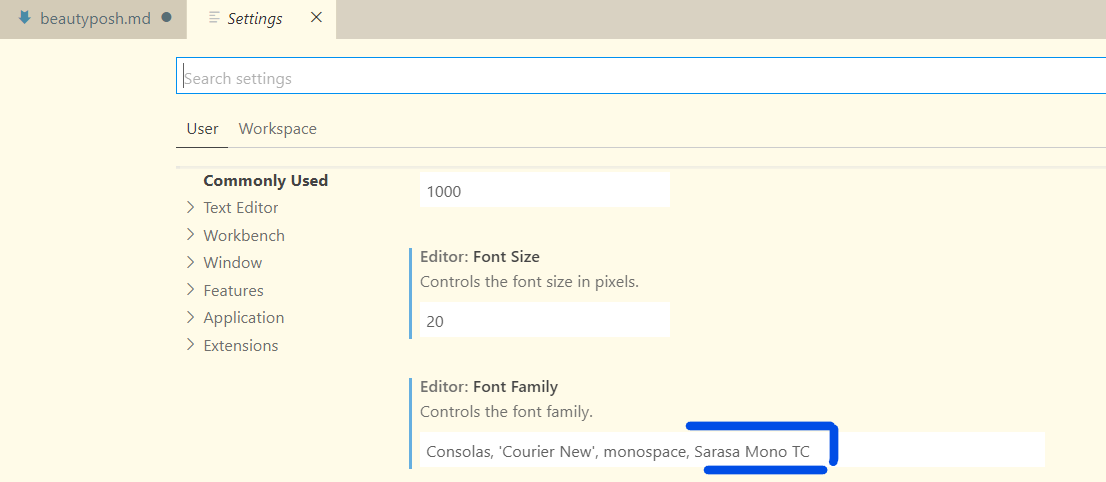 beautyposh.md
Settings
Search settings
User Workspace
Commonly Used
Text Editor
Workbench
Window
Features
Application
Extensions
1000
Editor: Font Size
Controls the font size in pixels.
20
Editor: Font Family
Controls the font family.
Consolas, 'Courier New', monospace, Sarasa Mono TC